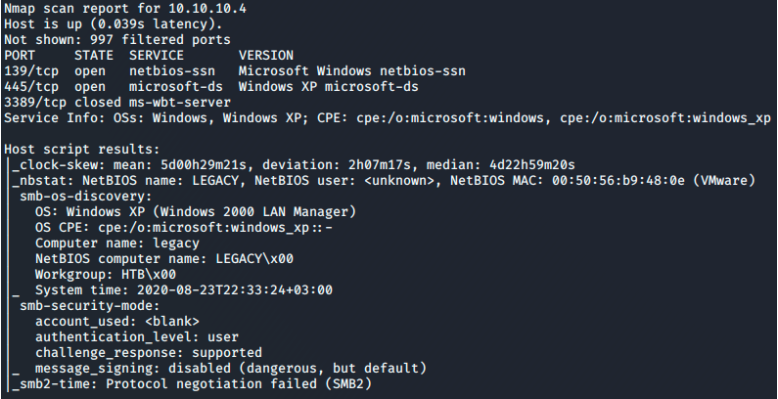 Nmap scan report for 10.10.10.4
Host is up (0.039s latency).
Not shown: 997 filtered ports
PORT     STATE  SERVICE       VERSION
139/tcp  open   netbios-ssn   Microsoft Windows netbios-ssn
445/tcp  open   microsoft-ds  Windows XP microsoft-ds
3389/tcp closed ms-wbt-server
Service Info: OSs: Windows, Windows XP; CPE: cpe:/o:microsoft:windows, cpe:/o:microsoft:windows_xp

Host script results:
|_clock-skew: mean: 5d00h29m21s, deviation: 2h07m17s, median: 4d22h59m20s
|_nbstat: NetBIOS name: LEGACY, NetBIOS user: <unknown>, NetBIOS MAC: 00:50:56:b9:48:0e (VMware)
| smb-os-discovery:
|   OS: Windows XP (Windows 2000 LAN Manager)
|   OS CPE: cpe:/o:microsoft:windows_xp::-
|   Computer name: legacy
|   NetBIOS computer name: LEGACY\x00
|   Workgroup: HTB\x00
|_  System time: 2020-08-23T22:33:24+03:00
| smb-security-mode:
|   account_used: <blank>
|   authentication_level: user
|   challenge_response: supported
|_  message_signing: disabled (dangerous, but default)
|_smb2-time: Protocol negotiation failed (SMB2)